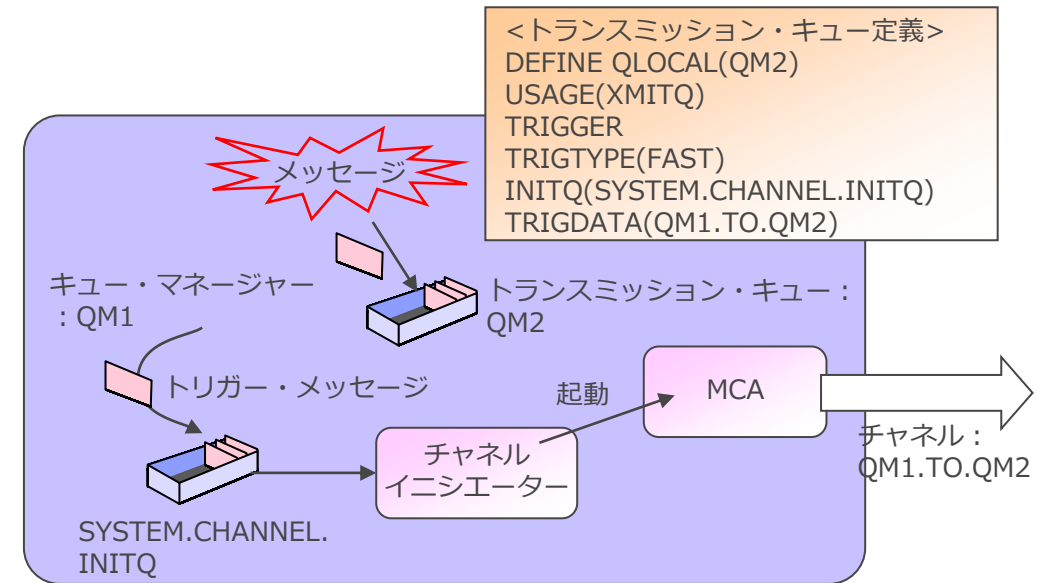 <トランスミッション・キュー定義>
DEFINE QLOCAL(QM2)
USAGE(XMITQ)
TRIGGER
TRIGTYPE(FAST)
INITQ(SYSTEM.CHANNEL.INITQ)
TRIGDATA(QM1.TO.QM2)
メッセージ
キュー・マネージャー
：QM1
トランスミッション・キュー：
QM2
トリガー・メッセージ
起動
MCA
チャネル：
QM1.TO.QM2
チャネル
イニシエーター
SYSTEM.CHANNEL.
INITQ